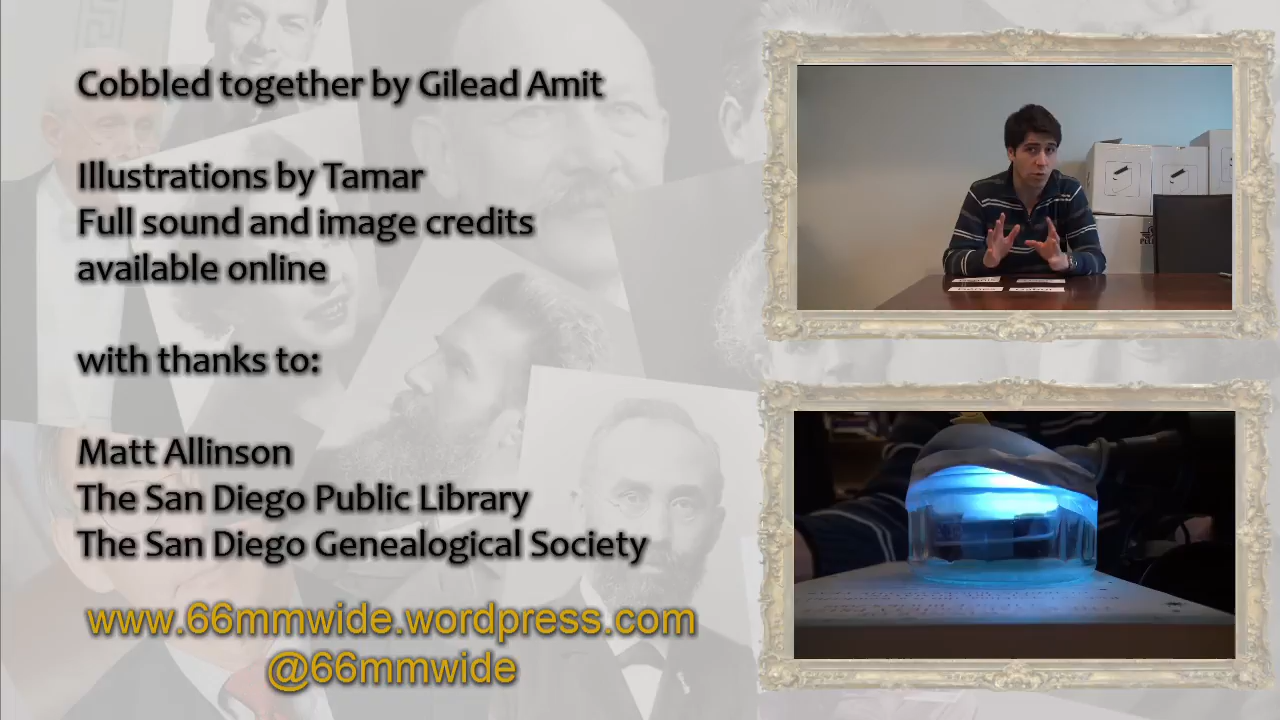 Cobbled together by Gilead Amit
Illustrations by Tamar
Full sound and image credits
available online
with thanks to:
Matt Allinson
The San Diego Public Library
The San Diego Genealogical Society
www.66mmwide.wordpress.com
@66mmwide